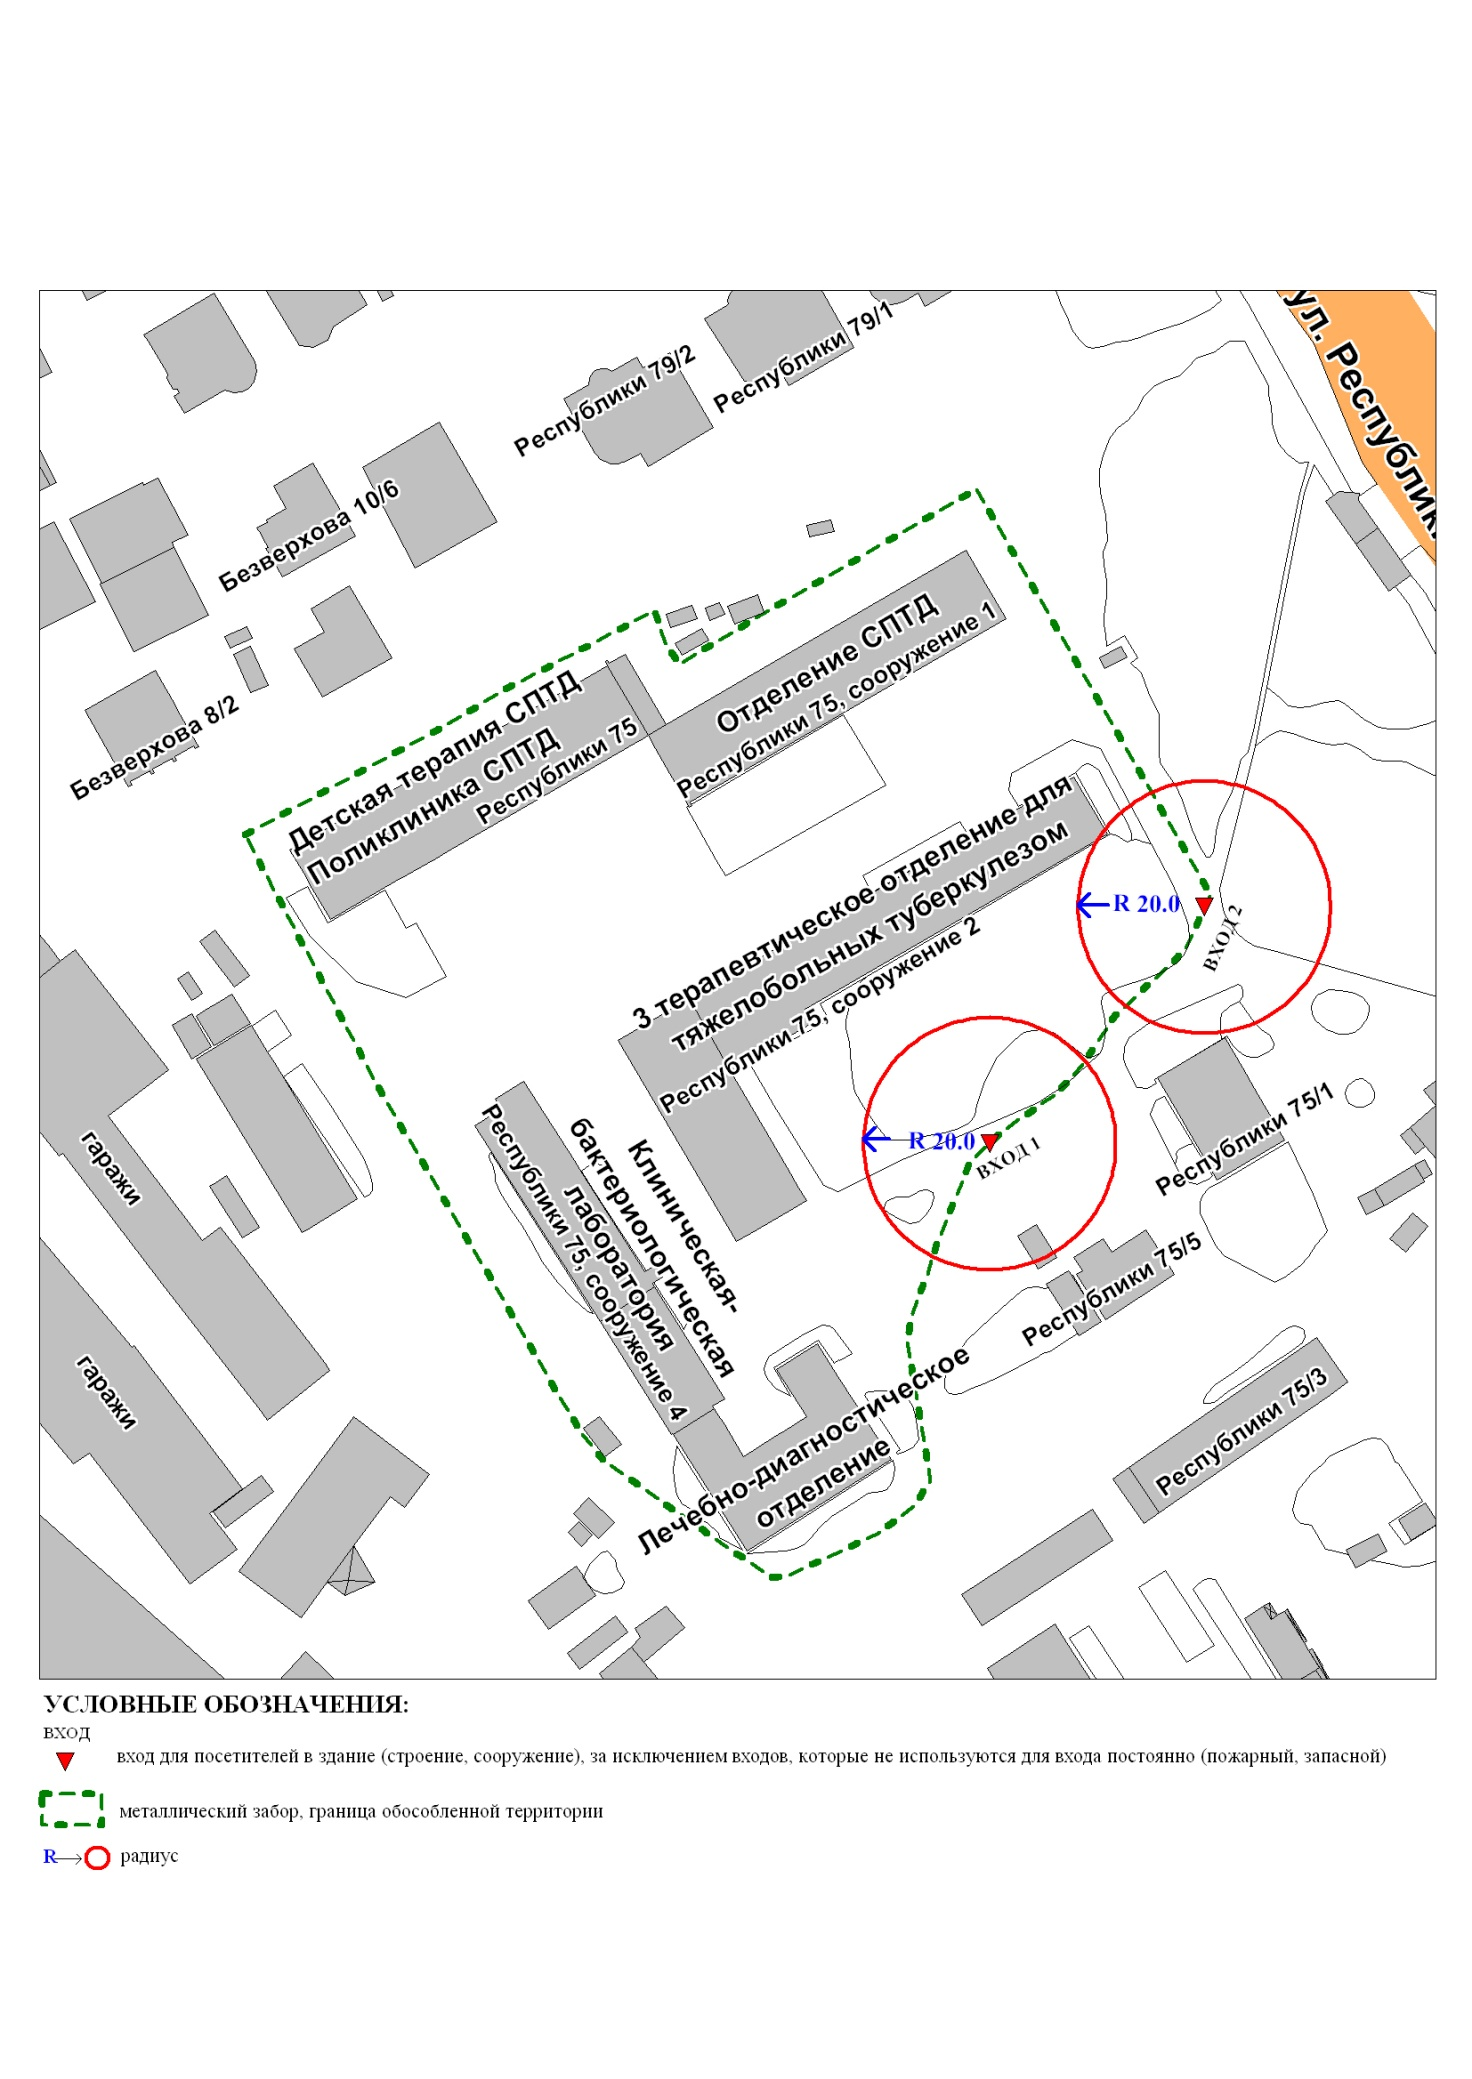 ул. Республики
Республики 79/1
Республики 79/2
Безверхова 10/6
Безверхова 8/2
Отделение СПТД
Республики 75, сооружение 1
Детская терапия СПТД
Поликлиника СПТД
Республики 75
3 терапевтическое отделение для
тяжелобольных туберкулезом
Республики 75, сооружение 2
R 20.0
ВХОД 2
R 20.0
ВХОД 1
Республики 75/1
гаражи
Клиническая-
бактериологическая
лаборатория
Республики 75, сооружение 4
Республики 75/5
гаражи
Лечебно-диагностическое
отделение
Республики 75/3
УСЛОВНЫЕ ОБОЗНАЧЕНИЯ:
ВХОД
вход для посетителей в здание (строение, сооружение), за исключением входов, которые не используются для входа постоянно (пожарный, запасной)
металлический забор, граница обособленной территории
R
радиус